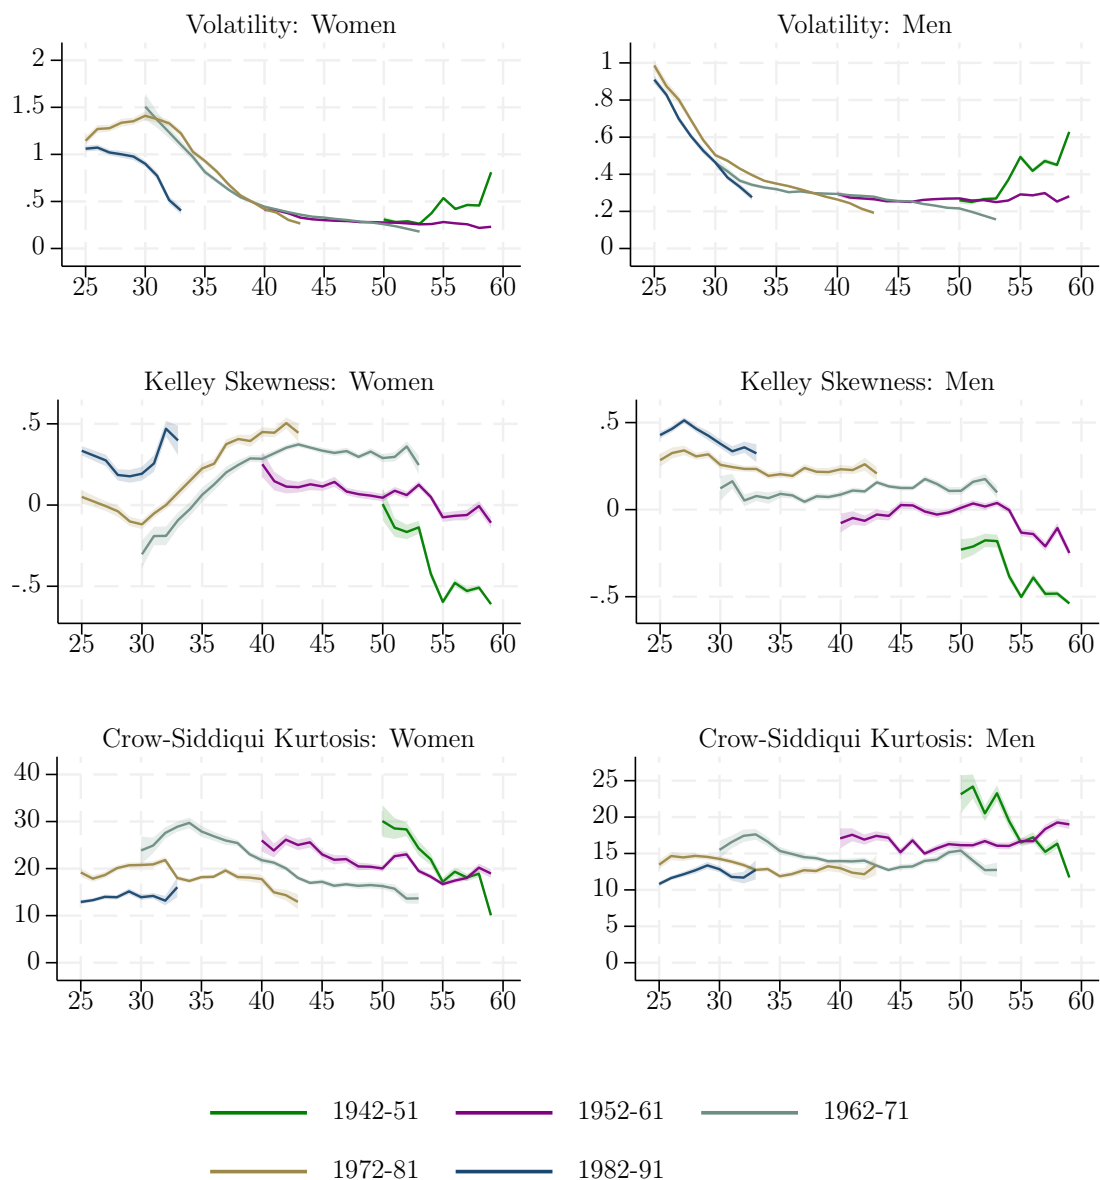 Volatility: Women
2
1.5
1
.5
0
25 30 35 40 45 50 55 60
Volatility: Men
1
.8
.6
.4
.2
0
25 30 35 40 45 50 55 60
Kelley Skewness: Women
.5
0
-.5
25 30 35 40 45 50 55 60
Kelley Skewness: Men
.5
0
-.5
25 30 35 40 45 50 55 60
Crow-Siddiqui Kurtosis: Women
40
30
20
10
0
25 30 35 40 45 50 55 60
Crow-Siddiqui Kurtosis: Men
25
20
15
10
5
0
25 30 35 40 45 50 55 60
1942-51 1952-61 1962-71
1972-81 1982-91